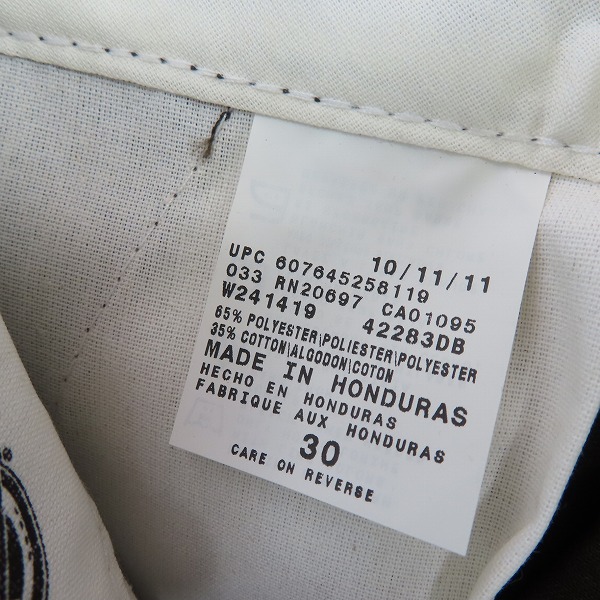 10/11/11
UPC 607645258119
033 RN20697 CA01095
W241419 42283DB
65% POLYESTER\POLIESTER\POLYESTER
35% COTTON\ALGODON\COTON
MADE IN HONDURAS
HECHO EN HONDURAS
FABRIQUE AUX HONDURAS
30
CARE ON REVERSE
®